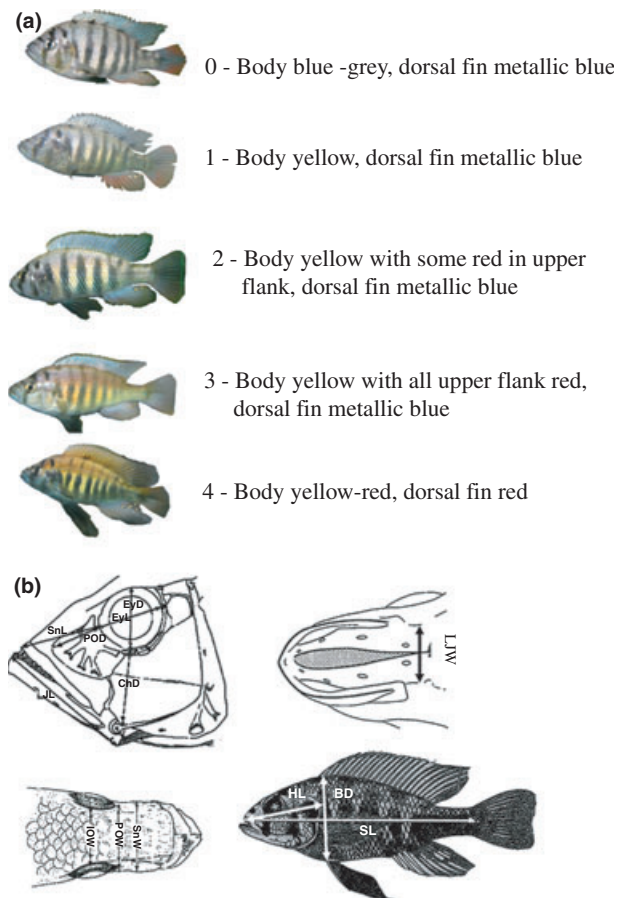 (a)
0 - Body blue -grey, dorsal fin metallic blue
1 - Body yellow, dorsal fin metallic blue
2 - Body yellow with some red in upper
flank, dorsal fin metallic blue
3 - Body yellow with all upper flank red,
dorsal fin metallic blue
4 - Body yellow-red, dorsal fin red
(b)
EyD
EyL
SnL
POD
ChD
LJL
LJW
IOW
POW
SnW
HL
BD
SL